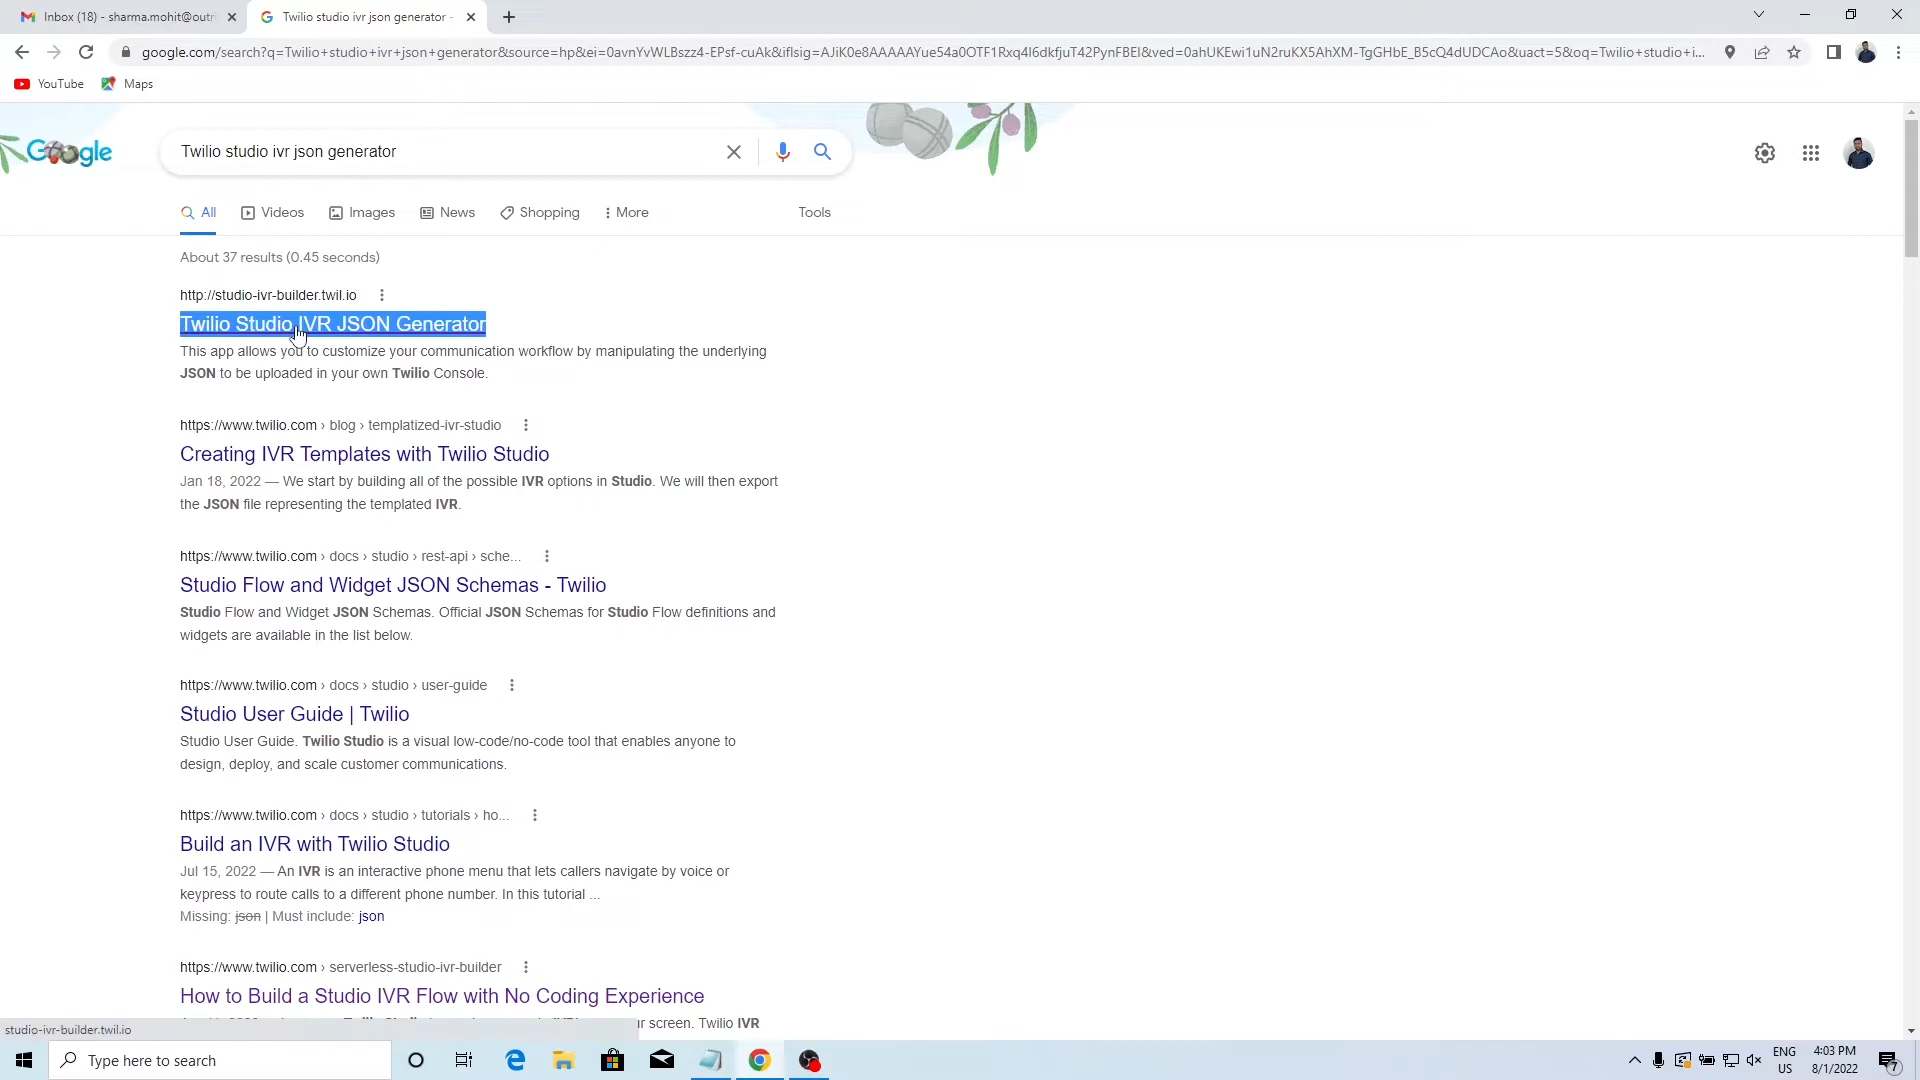 Inbox (18) - sharma.mohit@outri
Twilio studio ivr json generator -
google.com/search?q=Twilio+studio+ivr+json+generator&source=hp&ei=0avnYvWLBszz4-EPsf-cuAk&iflsig=AJiK0e8AAAAAYue54a0OTF1Rxq4l6dkfjuT42PynFBEl&ved=0ahUKEwi1uN2ruKX5AhXM-TgGHbE_B5cQ4dUDCAo&uact=5&oq=Twilio+studio+i...
YouTube
Maps
Google
Twilio studio ivr json generator
All
Videos
Images
News
Shopping
More
Tools
About 37 results (0.45 seconds)
http://studio-ivr-builder.twil.io
Twilio Studio IVR JSON Generator
This app allows you to customize your communication workflow by manipulating the underlying
JSON to be uploaded in your own Twilio Console.
https://www.twilio.com › blog › templatized-ivr-studio
Creating IVR Templates with Twilio Studio
Jan 18, 2022 — We start by building all of the possible IVR options in Studio. We will then export
the JSON file representing the templated IVR.
https://www.twilio.com › docs › studio › rest-api › sche...
Studio Flow and Widget JSON Schemas - Twilio
Studio Flow and Widget JSON Schemas. Official JSON Schemas for Studio Flow definitions and
widgets are available in the list below.
https://www.twilio.com › docs › studio › user-guide
Studio User Guide | Twilio
Studio User Guide. Twilio Studio is a visual low-code/no-code tool that enables anyone to
design, deploy, and scale customer communications.
https://www.twilio.com › docs › studio › tutorials › ho...
Build an IVR with Twilio Studio
Jul 15, 2022 — An IVR is an interactive phone menu that lets callers navigate by voice or
keypress to route calls to a different phone number. In this tutorial ...
Missing: json | Must include: json
https://www.twilio.com › serverless-studio-ivr-builder
How to Build a Studio IVR Flow with No Coding Experience
r screen. Twilio IVR
studio-ivr-builder.twil.io
Type here to search
ENG
US
4:03 PM
8/1/2022
7